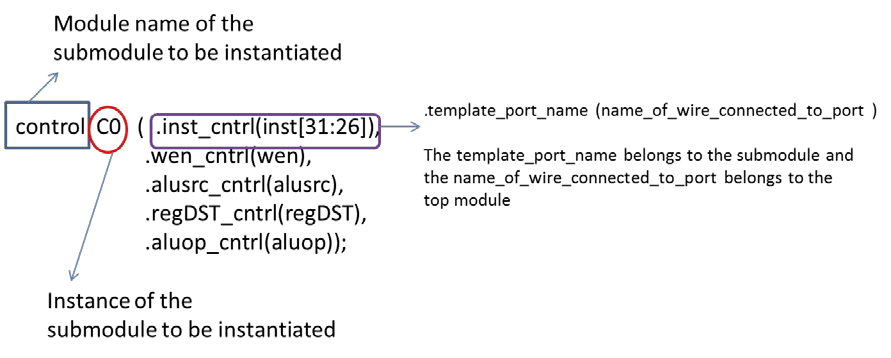 Module name of the
submodule to be instantiated
control C0 ( .inst_cntrl(inst[31:26]),
.wen_cntrl(wen),
.alusrc_cntrl(alusrc),
.regDST_cntrl(regDST),
.aluop_cntrl(aluop));
.template_port_name (name_of_wire_connected_to_port )
The template_port_name belongs to the submodule and
the name_of_wire_connected_to_port belongs to the
top module
Instance of the
submodule to be instantiated